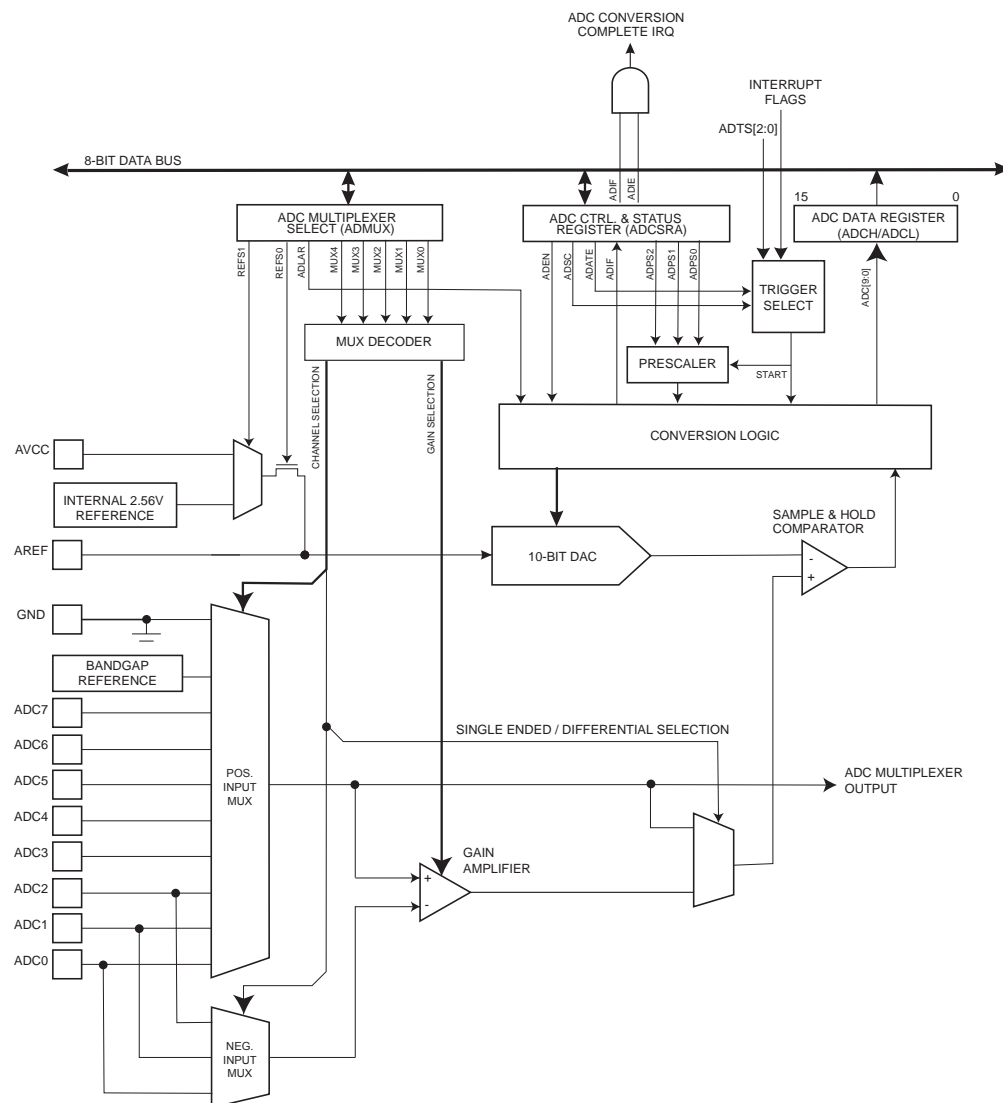 ADC CONVERSION
COMPLETE IRQ
INTERRUPT
FLAGS
ADTS[2:0]
8-BIT DATA BUS
ADIF
ADIE
15
0
ADC MULTIPLEXER
SELECT (ADMUX)
ADC CTRL. & STATUS
REGISTER (ADCSRA)
ADC DATA REGISTER
(ADCH/ADCL)
REFS1
REFS0
ADLAR
MUX4
MUX3
MUX2
MUX1
MUX0
ADEN
ADSC
ADATE
ADIF
ADPS2
ADPS1
ADPS0
ADC[9:0]
TRIGGER
SELECT
MUX DECODER
PRESCALER
START
CHANNEL SELECTION
GAIN SELECTION
CONVERSION LOGIC
AVCC
INTERNAL 2.56V
REFERENCE
SAMPLE & HOLD
COMPARATOR
AREF
10-BIT DAC
-
+
GND
BANDGAP
REFERENCE
ADC7
SINGLE ENDED / DIFFERENTIAL SELECTION
ADC6
ADC5
POS.
INPUT
MUX
ADC MULTIPLEXER
OUTPUT
ADC4
ADC3
GAIN
AMPLIFIER
+
-
ADC2
ADC1
ADC0
NEG.
INPUT
MUX